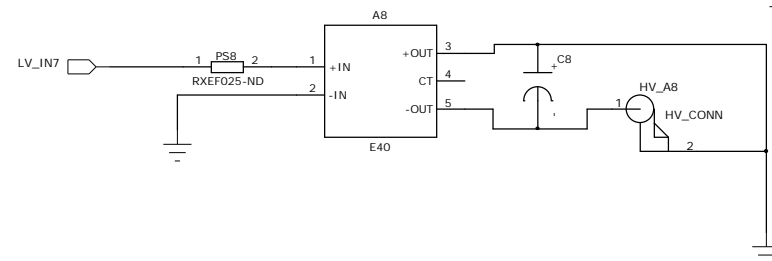 A8
LV_IN7
1 PS8 2
RXEF025-ND
1 +IN
2 -IN
+OUT 3
CT 4
-OUT 5
E40
+ C8
HV_A8
1
HV_CONN
2